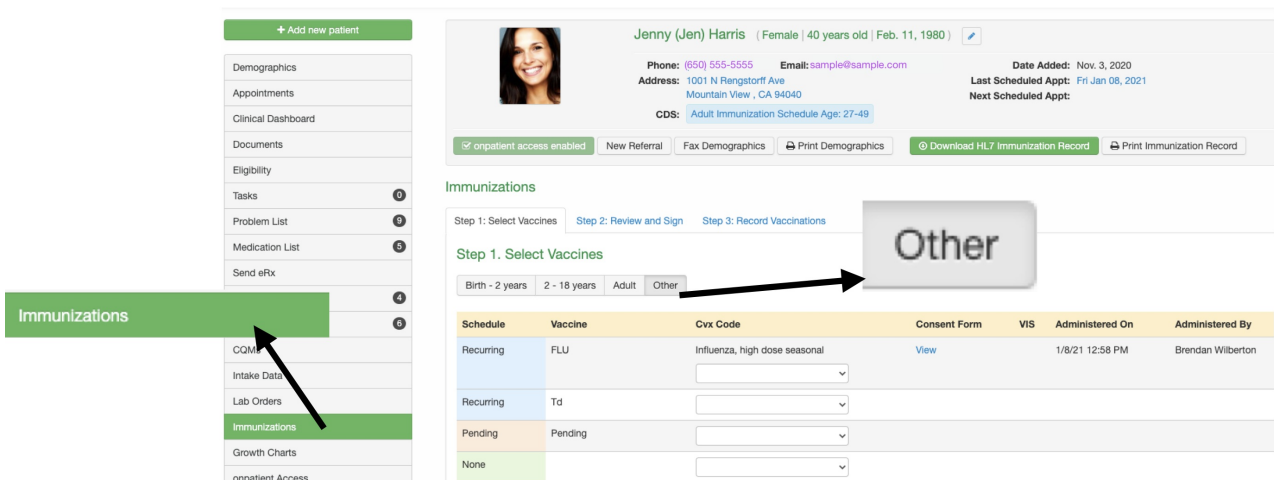 + Add new patient
Demographics
Appointments
Clinical Dashboard
Documents
Eligibility
Tasks 0
Problem List 9
Medication List 5
Send eRx
4
6
Immunizations
CQMs
Intake Data
Lab Orders
Immunizations
Growth Charts
onpatient Access
Jenny (Jen) Harris ( Female | 40 years old | Feb. 11, 1980 )
Phone: (650) 555-5555 Email: sample@sample.com Date Added: Nov. 3, 2020
Address: 1001 N Rengstorff Ave Last Scheduled Appt: Fri Jan 08, 2021
Mountain View , CA 94040 Next Scheduled Appt:
CDS: Adult Immunization Schedule Age: 27-49
onpatient access enabled New Referral Fax Demographics Print Demographics Download HL7 Immunization Record Print Immunization Record
Immunizations
Step 1: Select Vaccines Step 2: Review and Sign Step 3: Record Vaccinations
Step 1. Select Vaccines
Birth - 2 years 2 - 18 years Adult Other
Other
Schedule Vaccine Cvx Code Consent Form VIS Administered On Administered By
Recurring FLU Influenza, high dose seasonal View 1/8/21 12:58 PM Brendan Wilberton
Recurring Td
Pending Pending
None